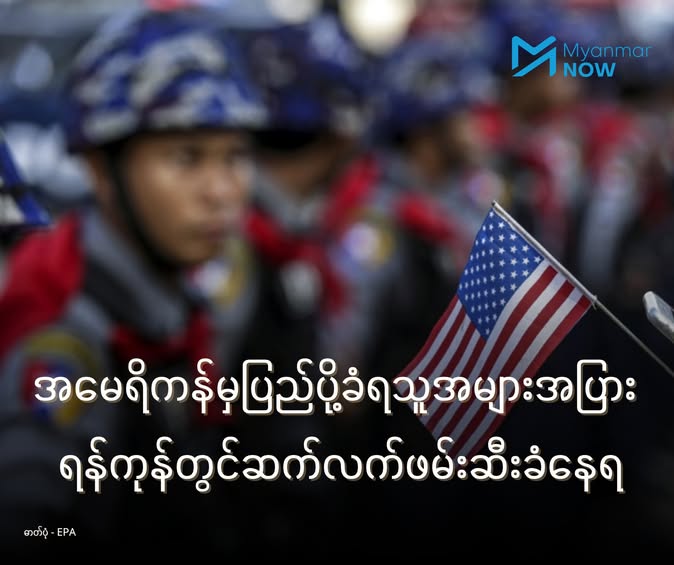 Myanmar
NOW
အမေရိကန်မှပြည်ပို့ခံရသူအများအပြား
ရန်ကုန်တွင်ဆက်လက်ဖမ်းဆီးခံနေရ
ဓာတ်ပုံ - EPA